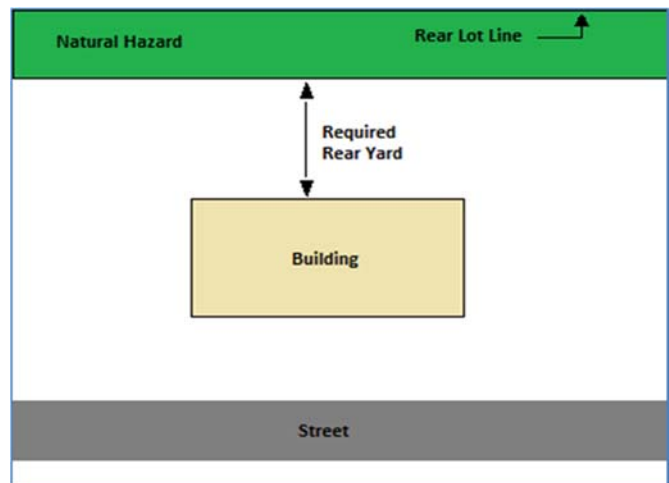 Natural Hazard
Rear Lot Line
Required
Rear Yard
Building
Street